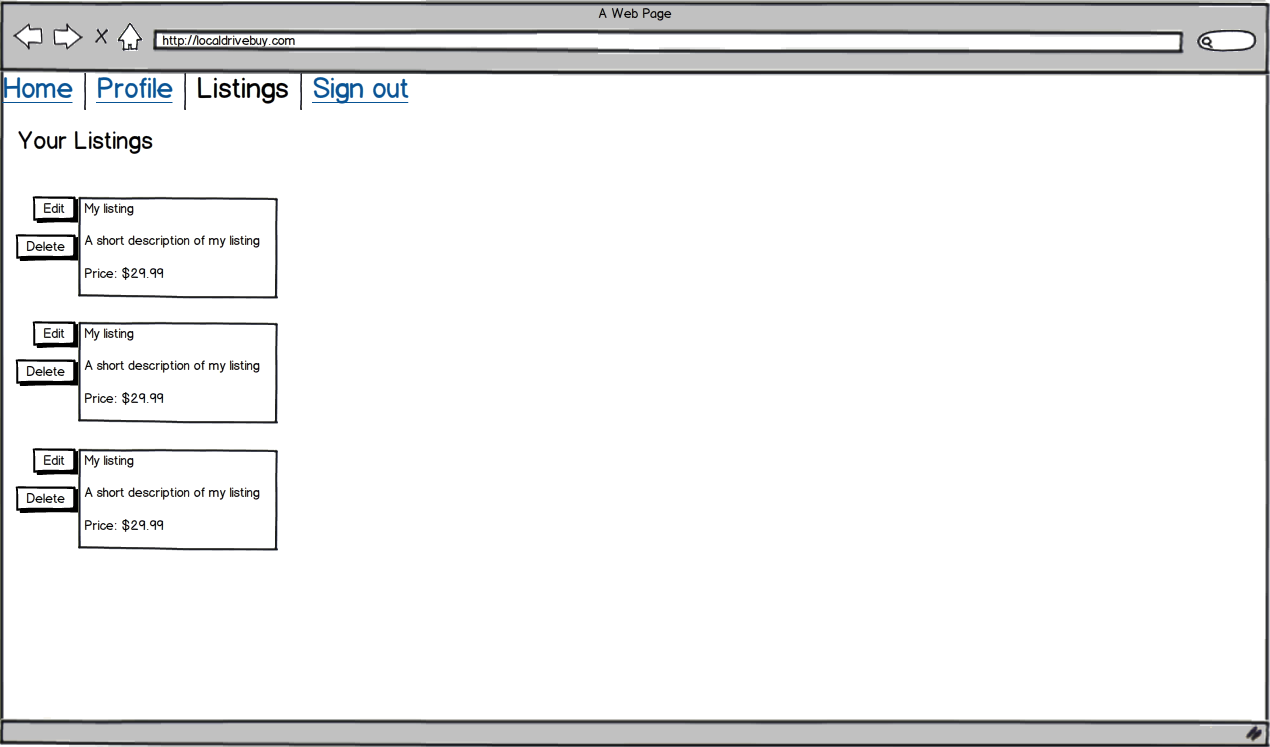 A Web Page
http://localdrivebuy.com
Home Profile Listings Sign out
Your Listings
Edit My listing
Delete A short description of my listing
Price: $29.99
Edit My listing
Delete A short description of my listing
Price: $29.99
Edit My listing
Delete A short description of my listing
Price: $29.99